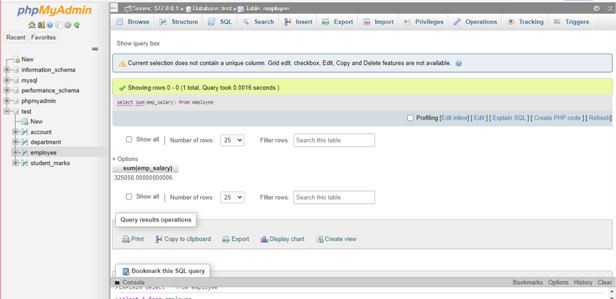 phpMyAdmin
Recent Favorites
New
information_schema
mysql
performance_schema
phpmyadmin
test
New
account
department
employee
student_marks
Server: 127.0.0.1 » Database: test » Table: employee
Browse Structure SQL Search Insert Export Import Privileges Operations Tracking Triggers
Show query box
Current selection does not contain a unique column. Grid edit, checkbox, Edit, Copy and Delete features are not available.
Showing rows 0 - 0 (1 total, Query took 0.0016 seconds.)
select sum(emp_salary) from employee
Profiling [Edit inline] [ Edit ] [ Explain SQL ] [ Create PHP code ] [ Refresh]
Show all | Number of rows: 25 Filter rows: Search this table
+ Options
sum(emp_salary)
325050.00000000006
Show all | Number of rows: 25 Filter rows: Search this table
Query results operations
Print Copy to clipboard Export Display chart Create view
Bookmark this SQL query
Console Bookmarks Options History Clear
>EXPLAIN select * from employee
>select * from employee